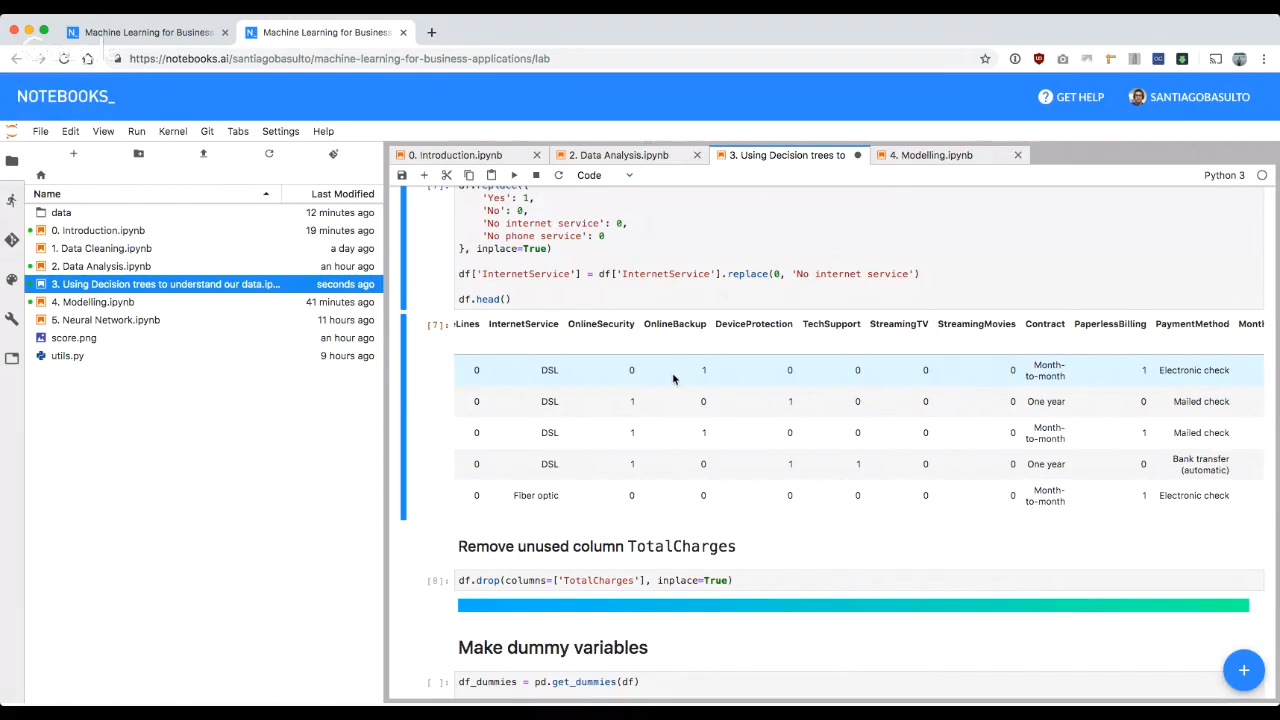 Machine Learning for Business
Machine Learning for Business
https://notebooks.ai/santiagobasulto/machine-learning-for-business-applications/lab
NOTEBOOKS_
GET HELP
SANTIAGOBASULTO
File Edit View Run Kernel Git Tabs Settings Help
0. Introduction.ipynb
2. Data Analysis.ipynb
3. Using Decision trees to
4. Modelling.ipynb
Code
Python 3
Name Last Modified
data 12 minutes ago
0. Introduction.ipynb 19 minutes ago
1. Data Cleaning.ipynb a day ago
2. Data Analysis.ipynb an hour ago
3. Using Decision trees to understand our data.ip... seconds ago
4. Modelling.ipynb 41 minutes ago
5. Neural Network.ipynb 11 hours ago
score.png an hour ago
utils.py 9 hours ago
[7]: df.replace({
'Yes': 1,
'No': 0,
'No internet service': 0,
'No phone service': 0
}, inplace=True)
df['InternetService'] = df['InternetService'].replace(0, 'No internet service')
df.head()
[7]: eLines InternetService OnlineSecurity OnlineBackup DeviceProtection TechSupport StreamingTV StreamingMovies Contract PaperlessBilling PaymentMethod Month
0 DSL 0 1 0 0 0 0 Month-to-month 1 Electronic check
0 DSL 1 0 1 0 0 0 One year 0 Mailed check
0 DSL 1 1 0 0 0 0 Month-to-month 1 Mailed check
0 DSL 1 0 1 1 0 0 One year 0 Bank transfer (automatic)
0 Fiber optic 0 0 0 0 0 0 Month-to-month 1 Electronic check
Remove unused column TotalCharges
[8]: df.drop(columns=['TotalCharges'], inplace=True)
Make dummy variables
[ ]: df_dummies = pd.get_dummies(df)